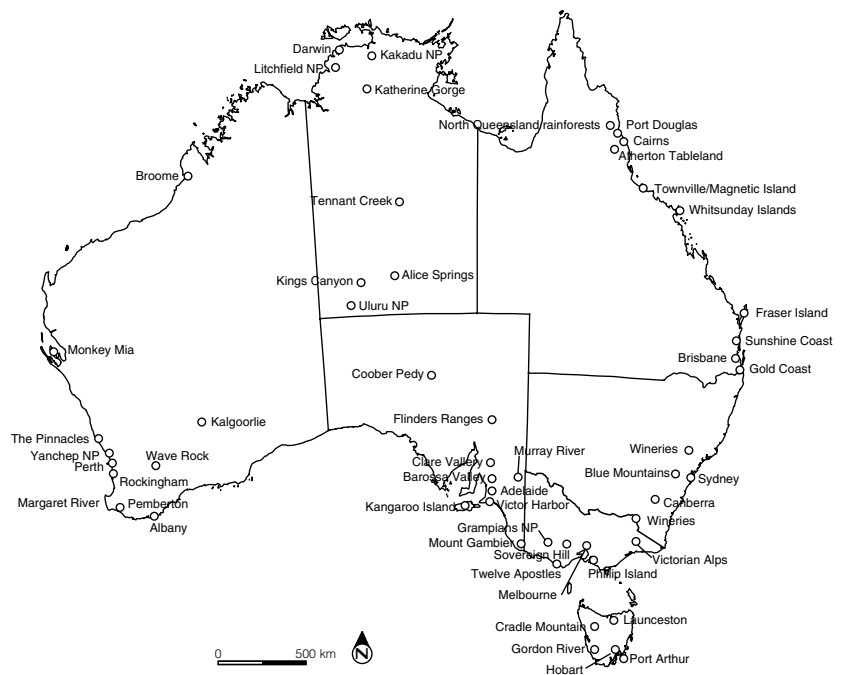 Darwin
Kakadu NP
Litchfield NP
Katherine Gorge
North Queensland rainforests
Port Douglas
Cairns
Atherton Tableland
Broome
Townville/Magnetic Island
Tennant Creek
Whitsunday Islands
Kings Canyon
Alice Springs
Uluru NP
Fraser Island
Sunshine Coast
Monkey Mia
Brisbane
Gold Coast
Coober Pedy
Kalgoorlie
Flinders Ranges
The Pinnacles
Yanchep NP
Wave Rock
Murray River
Wineries
Perth
Clare Vallery
Blue Mountains
Sydney
Rockingham
Barossa Valley
Adelaide
Margaret River
Pemberton
Kangaroo Island
Victor Harbor
Canberra
Albany
Wineries
Grampians NP
Mount Gambier
Sovereign Hill
Victorian Alps
Twelve Apostles
Phillip Island
Melbourne
Launceston
Cradle Mountain
Gordon River
Port Arthur
Hobart
0
500 km
N